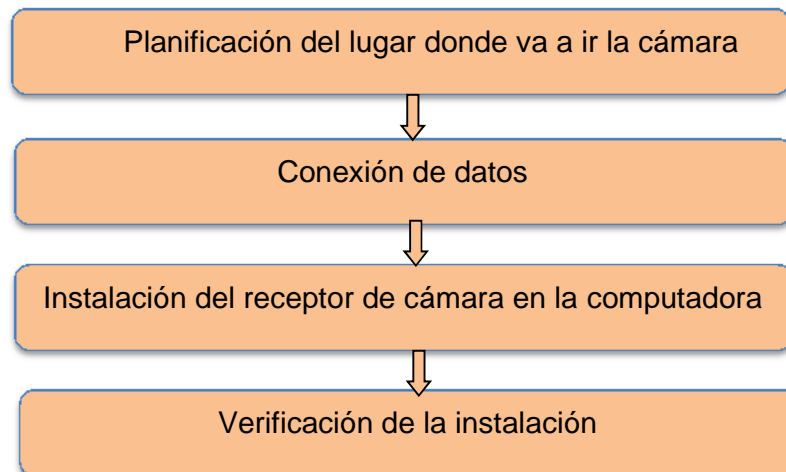 Planificación del lugar donde va a ir la cámara
Conexión de datos
Instalación del receptor de cámara en la computadora
Verificación de la instalación